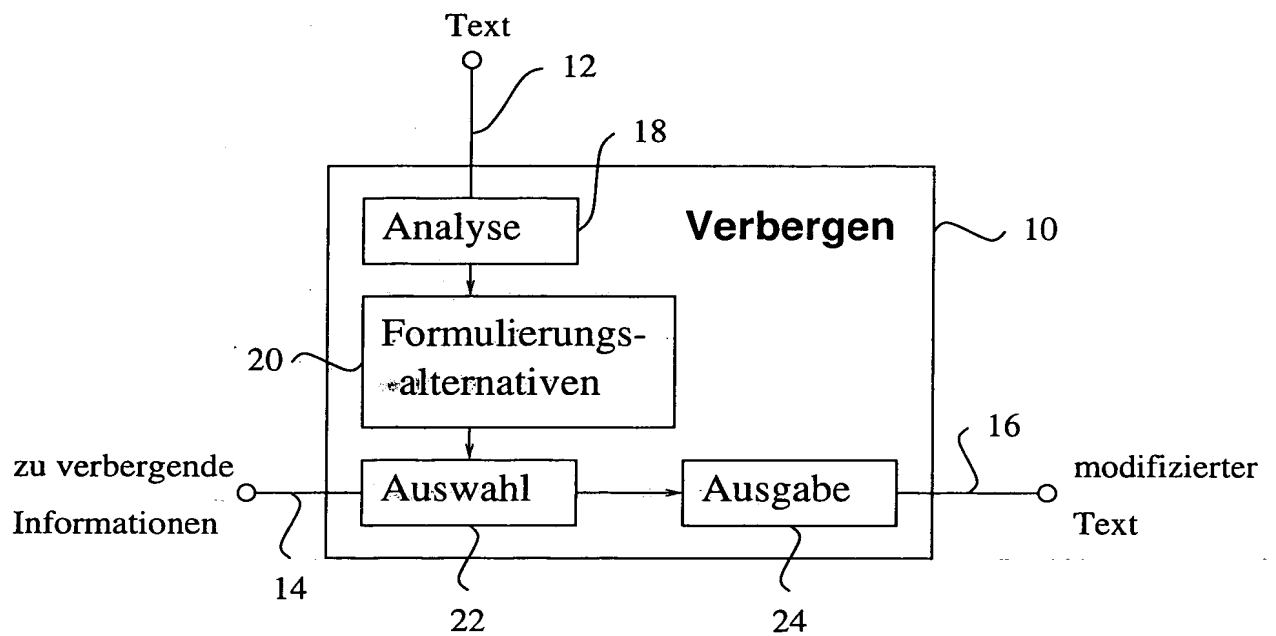 Text
12
18
Analyse
Verbergen
10
Formulierungs-
20
alternativen
16
zu verbergende
modifizierter
Auswahl
Ausgabe
Informationen
Text
14
22
24